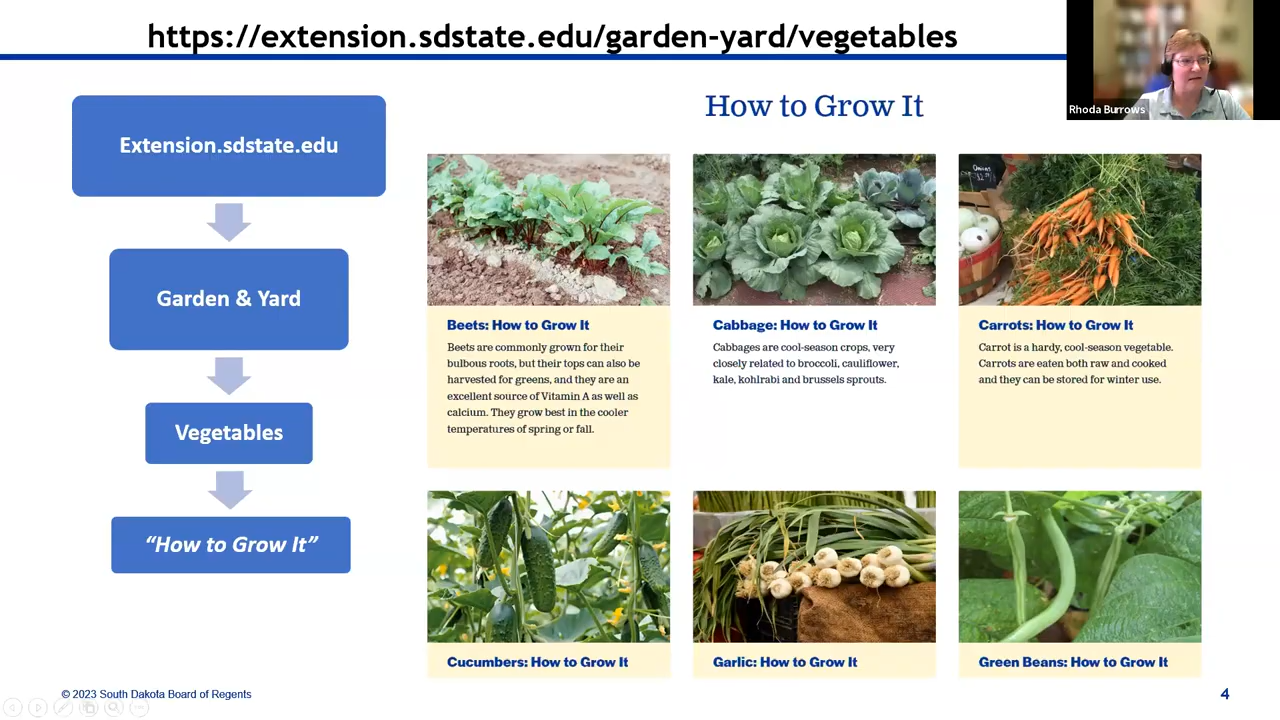 https://extension.sdstate.edu/garden-yard/vegetables
Rhoda Burrows
Extension.sdstate.edu
Garden & Yard
Vegetables
“How to Grow It”
How to Grow It
Beets: How to Grow It
Beets are commonly grown for their
bulbous roots, but their tops can also be
harvested for greens, and they are an
excellent source of Vitamin A as well as
calcium. They grow best in the cooler
temperatures of spring or fall.
Cabbage: How to Grow It
Cabbages are cool-season crops, very
closely related to broccoli, cauliflower,
kale, kohlrabi and brussels sprouts.
Onions
Carrots: How to Grow It
Carrot is a hardy, cool-season vegetable.
Carrots are eaten both raw and cooked
and they can be stored for winter use.
Cucumbers: How to Grow It
Garlic: How to Grow It
Green Beans: How to Grow It
© 2023 South Dakota Board of Regents
4